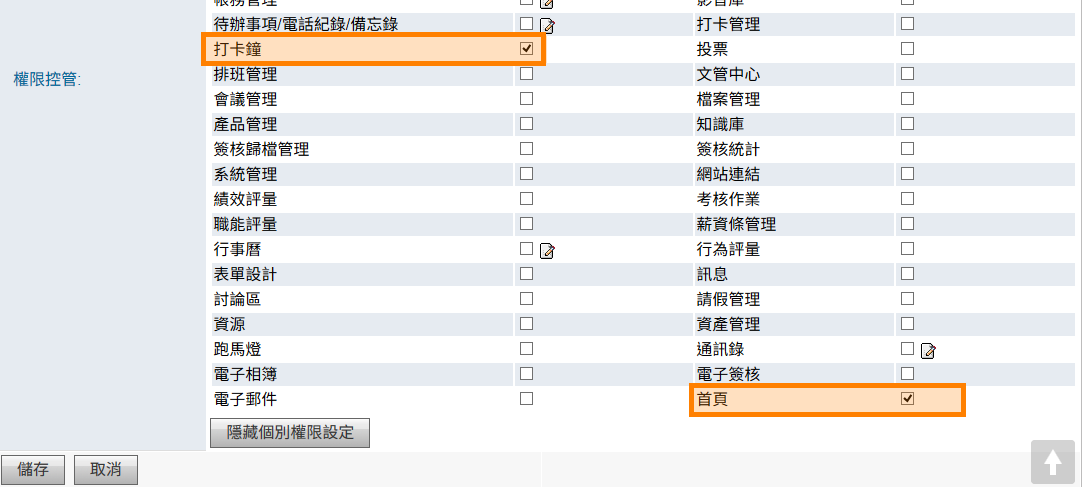 帳務管理 影音庫
待辦事項/電話紀錄/備忘錄 打卡管理
打卡鐘 投票
權限控管:
排班管理 文管中心
會議管理 檔案管理
產品管理 知識庫
簽核歸檔管理 簽核統計
系統管理 網站連結
績效評量 考核作業
職能評量 薪資條管理
行事曆 行為評量
表單設計 訊息
討論區 請假管理
資源 資產管理
跑馬燈 通訊錄
電子相簿 電子簽核
電子郵件 首頁
隱藏個別權限設定
儲存 取消